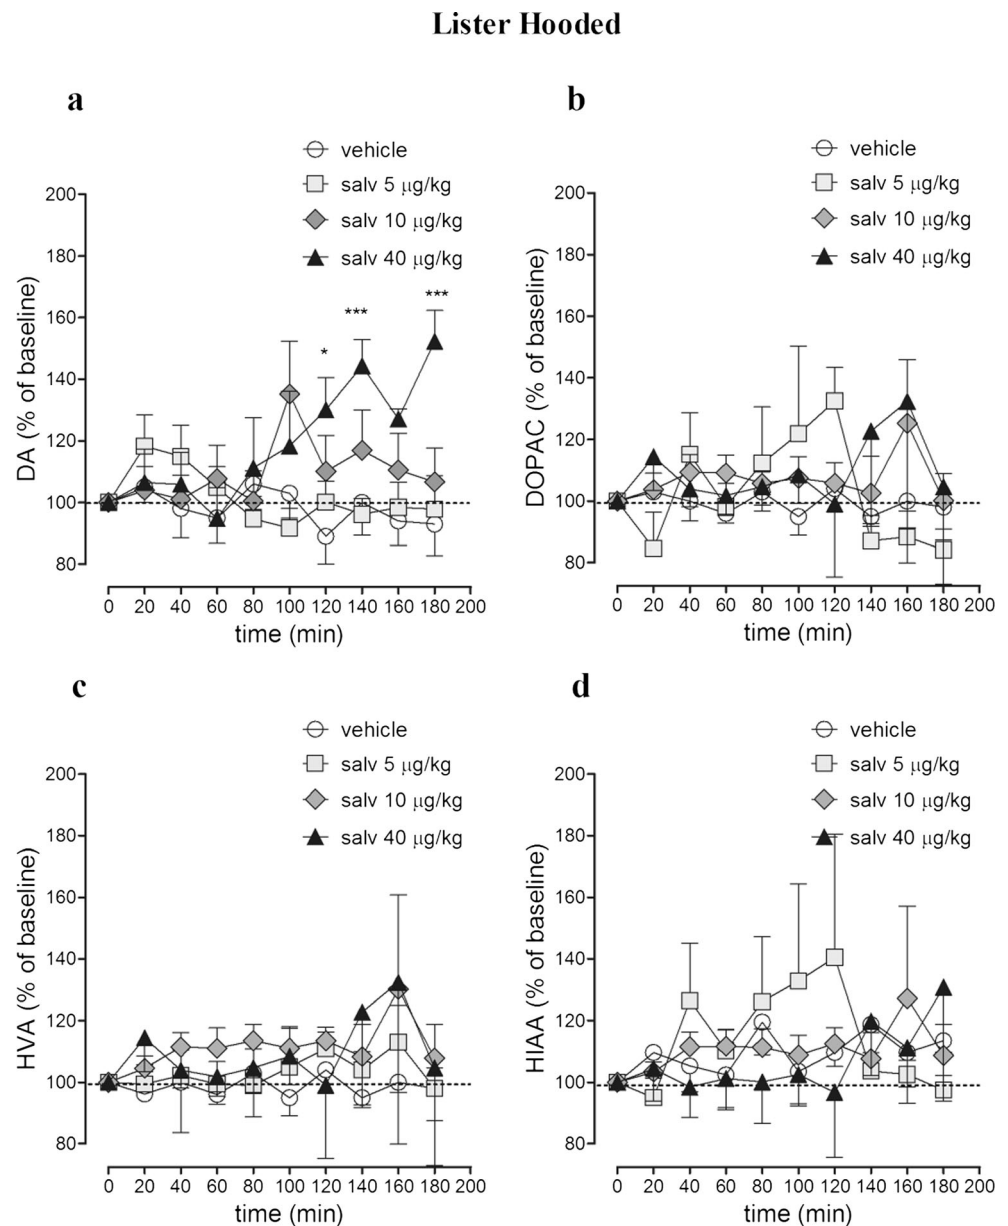 Lister Hooded
a
vehicle
salv 5 μg/kg
salv 10 μg/kg
salv 40 μg/kg
DA (% of baseline)
200
180
160
140
120
100
80
*
***
***
0 20 40 60 80 100 120 140 160 180 200
time (min)
b
vehicle
salv 5 μg/kg
salv 10 μg/kg
salv 40 μg/kg
DOPAC (% of baseline)
200
180
160
140
120
100
80
0 20 40 60 80 100 120 140 160 180 200
time (min)
c
vehicle
salv 5 μg/kg
salv 10 μg/kg
salv 40 μg/kg
HVA (% of baseline)
200
180
160
140
120
100
80
0 20 40 60 80 100 120 140 160 180 200
time (min)
d
vehicle
salv 5 μg/kg
salv 10 μg/kg
salv 40 μg/kg
HIAA (% of baseline)
200
180
160
140
120
100
80
0 20 40 60 80 100 120 140 160 180 200
time (min)